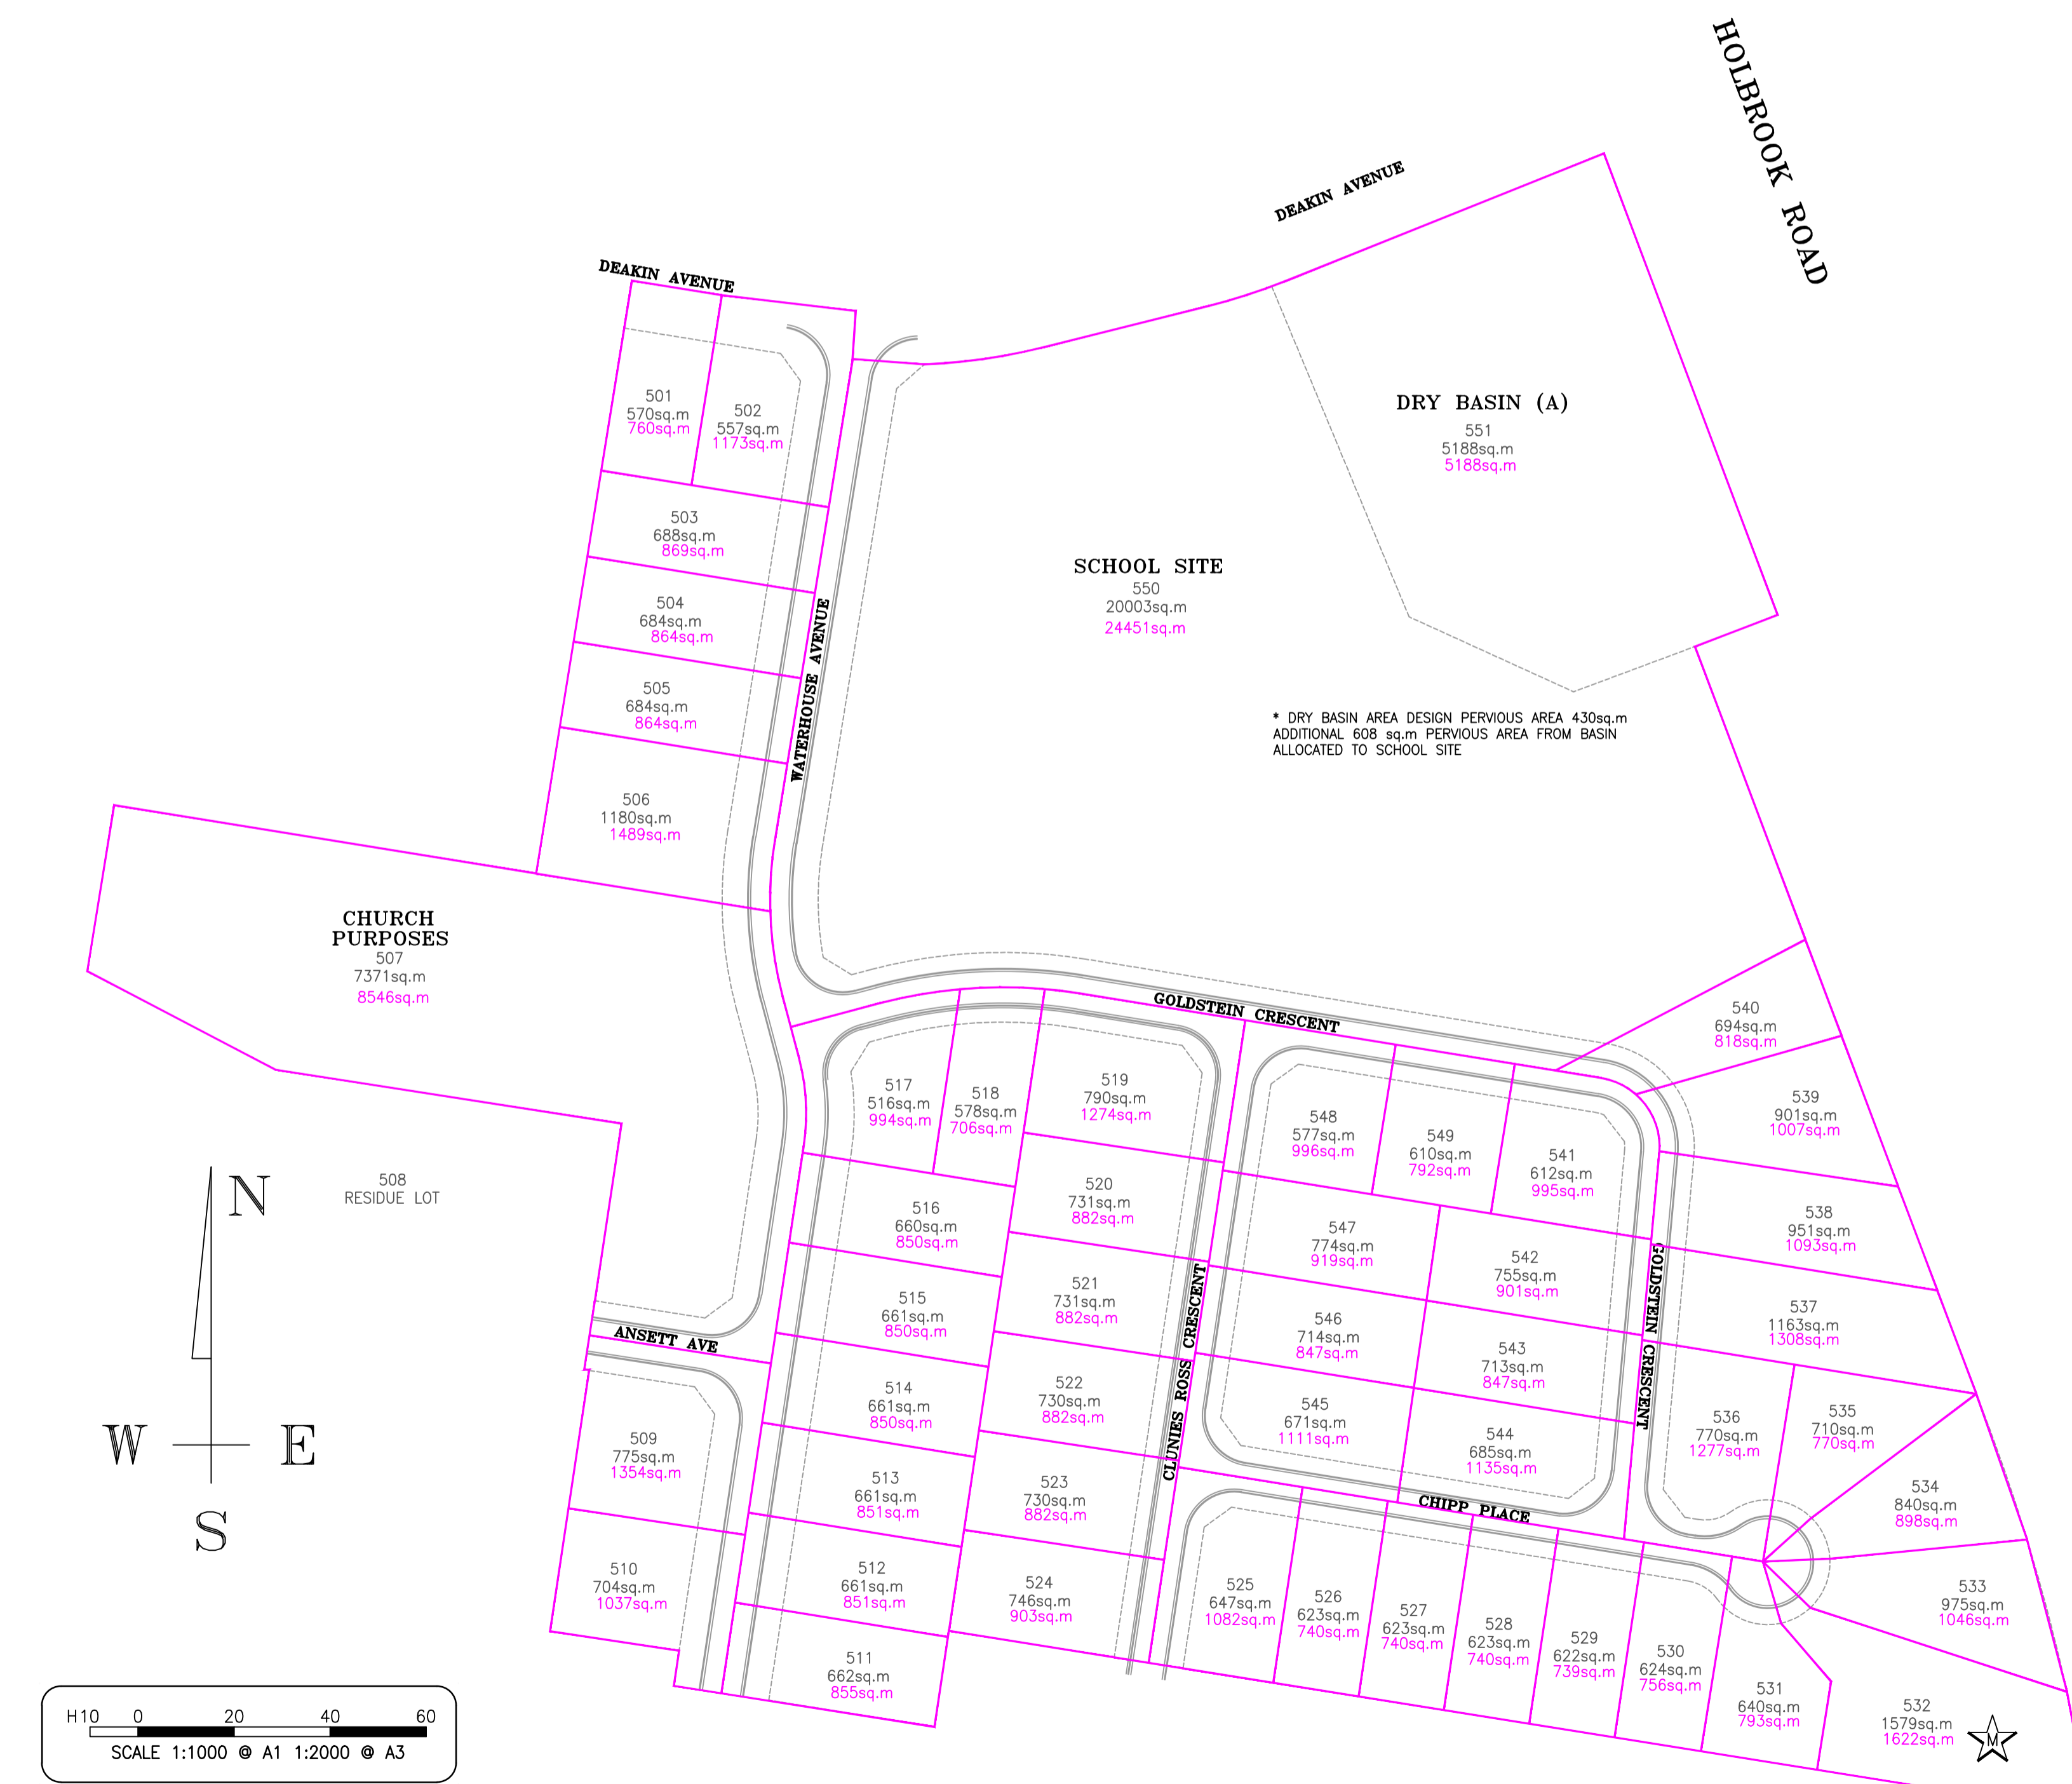 HOLBROOK ROAD
DEAKIN AVENUE
DEAKIN AVENUE
501
570sq.m
760sq.m
502
557sq.m
1173sq.m
DRY BASIN (A)
551
5188sq.m
5188sq.m
503
688sq.m
869sq.m
SCHOOL SITE
550
20003sq.m
24451sq.m
504
684sq.m
864sq.m
WATERHOUSE AVENUE
505
684sq.m
864sq.m
* DRY BASIN AREA DESIGN PERVIOUS AREA 430sq.m
ADDITIONAL 608 sq.m PERVIOUS AREA FROM BASIN
ALLOCATED TO SCHOOL SITE
506
1180sq.m
1489sq.m
CHURCH
PURPOSES
507
7371sq.m
8546sq.m
GOLDSTEIN CRESCENT
540
694sq.m
818sq.m
517
516sq.m
994sq.m
518
578sq.m
706sq.m
519
790sq.m
1274sq.m
548
577sq.m
996sq.m
549
610sq.m
792sq.m
541
612sq.m
995sq.m
539
901sq.m
1007sq.m
508
RESIDUE LOT
N
516
660sq.m
850sq.m
520
731sq.m
882sq.m
547
774sq.m
919sq.m
542
755sq.m
901sq.m
538
951sq.m
1093sq.m
GOLDSTEIN CRESCENT
515
661sq.m
850sq.m
521
731sq.m
882sq.m
CLUNIES ROSS CRESCENT
546
714sq.m
847sq.m
543
713sq.m
847sq.m
537
1163sq.m
1308sq.m
ANSETT AVE
514
661sq.m
850sq.m
522
730sq.m
882sq.m
545
671sq.m
1111sq.m
544
685sq.m
1135sq.m
536
770sq.m
1277sq.m
535
710sq.m
770sq.m
W
E
509
775sq.m
1354sq.m
513
661sq.m
851sq.m
523
730sq.m
882sq.m
CHIPP PLACE
534
840sq.m
898sq.m
S
510
704sq.m
1037sq.m
512
661sq.m
851sq.m
524
746sq.m
903sq.m
525
647sq.m
1082sq.m
526
623sq.m
740sq.m
527
623sq.m
740sq.m
528
623sq.m
740sq.m
529
622sq.m
739sq.m
530
624sq.m
756sq.m
533
975sq.m
1046sq.m
511
662sq.m
855sq.m
531
640sq.m
793sq.m
532
1579sq.m
1622sq.m
M
H10 0 20 40 60
SCALE 1:1000 @ A1 1:2000 @ A3